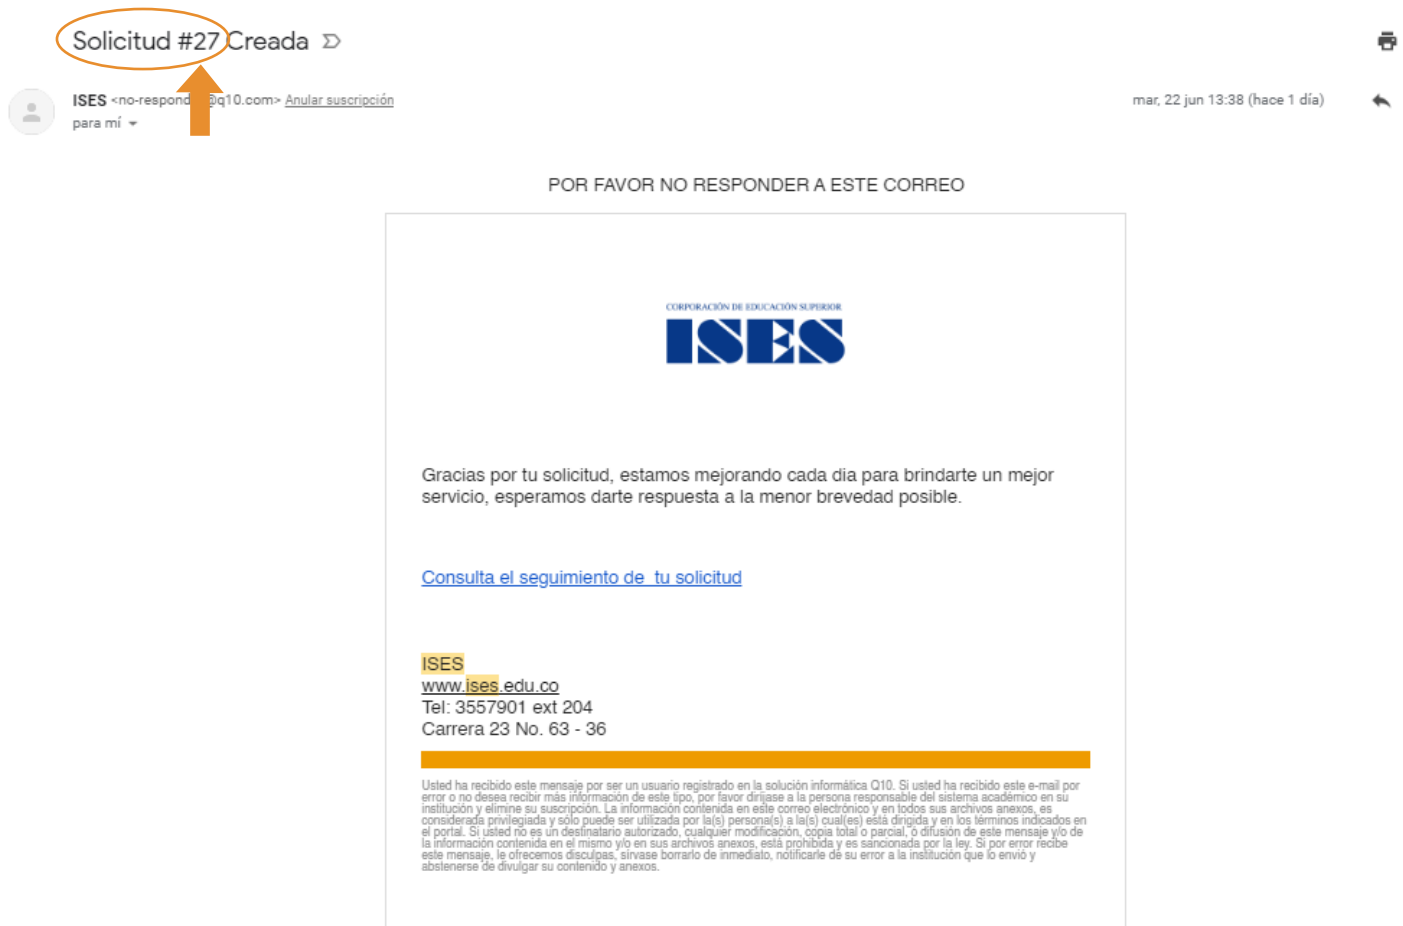 Solicitud #27 Creada
ISES <no-respond @q10.com> Anular suscripción
mar, 22 jun 13:38 (hace 1 día)
para mí
POR FAVOR NO RESPONDER A ESTE CORREO
CORPORACIÓN DE EDUCACIÓN SUPERIOR
ISES
Gracias por tu solicitud, estamos mejorando cada dia para brindarte un mejor
servicio, esperamos darte respuesta a la menor brevedad posible.
Consulta el seguimiento de  tu solicitud
ISES
www.ises.edu.co
Tel: 3557901 ext 204
Carrera 23 No. 63 - 36
Usted ha recibido este mensaje por ser un usuario registrado en la solución informática Q10. Si usted ha recibido este e-mail por
error o no desea recibir más información de este tipo, por favor diríjase a la persona responsable del sistema académico en su
institución y elimine su suscripción. La información contenida en este correo electrónico y en todos sus archivos anexos, es
considerada privilegiada y sólo puede ser utilizada por la(s) persona(s) a la(s) cual(es) está dirigida y en los términos indicados en
el portal. Si usted no es un destinatario autorizado, cualquier modificación, copia total o parcial, ó difusión de este mensaje y/o de
la información contenida en el mismo y/o en sus archivos anexos, está prohibida y es sancionada por la ley. Si por error recibe
este mensaje, le ofrecemos disculpas, sírvase borrarlo de inmediato, notificarle de su error a la institución que lo envió y
abstenerse de divulgar su contenido y anexos.